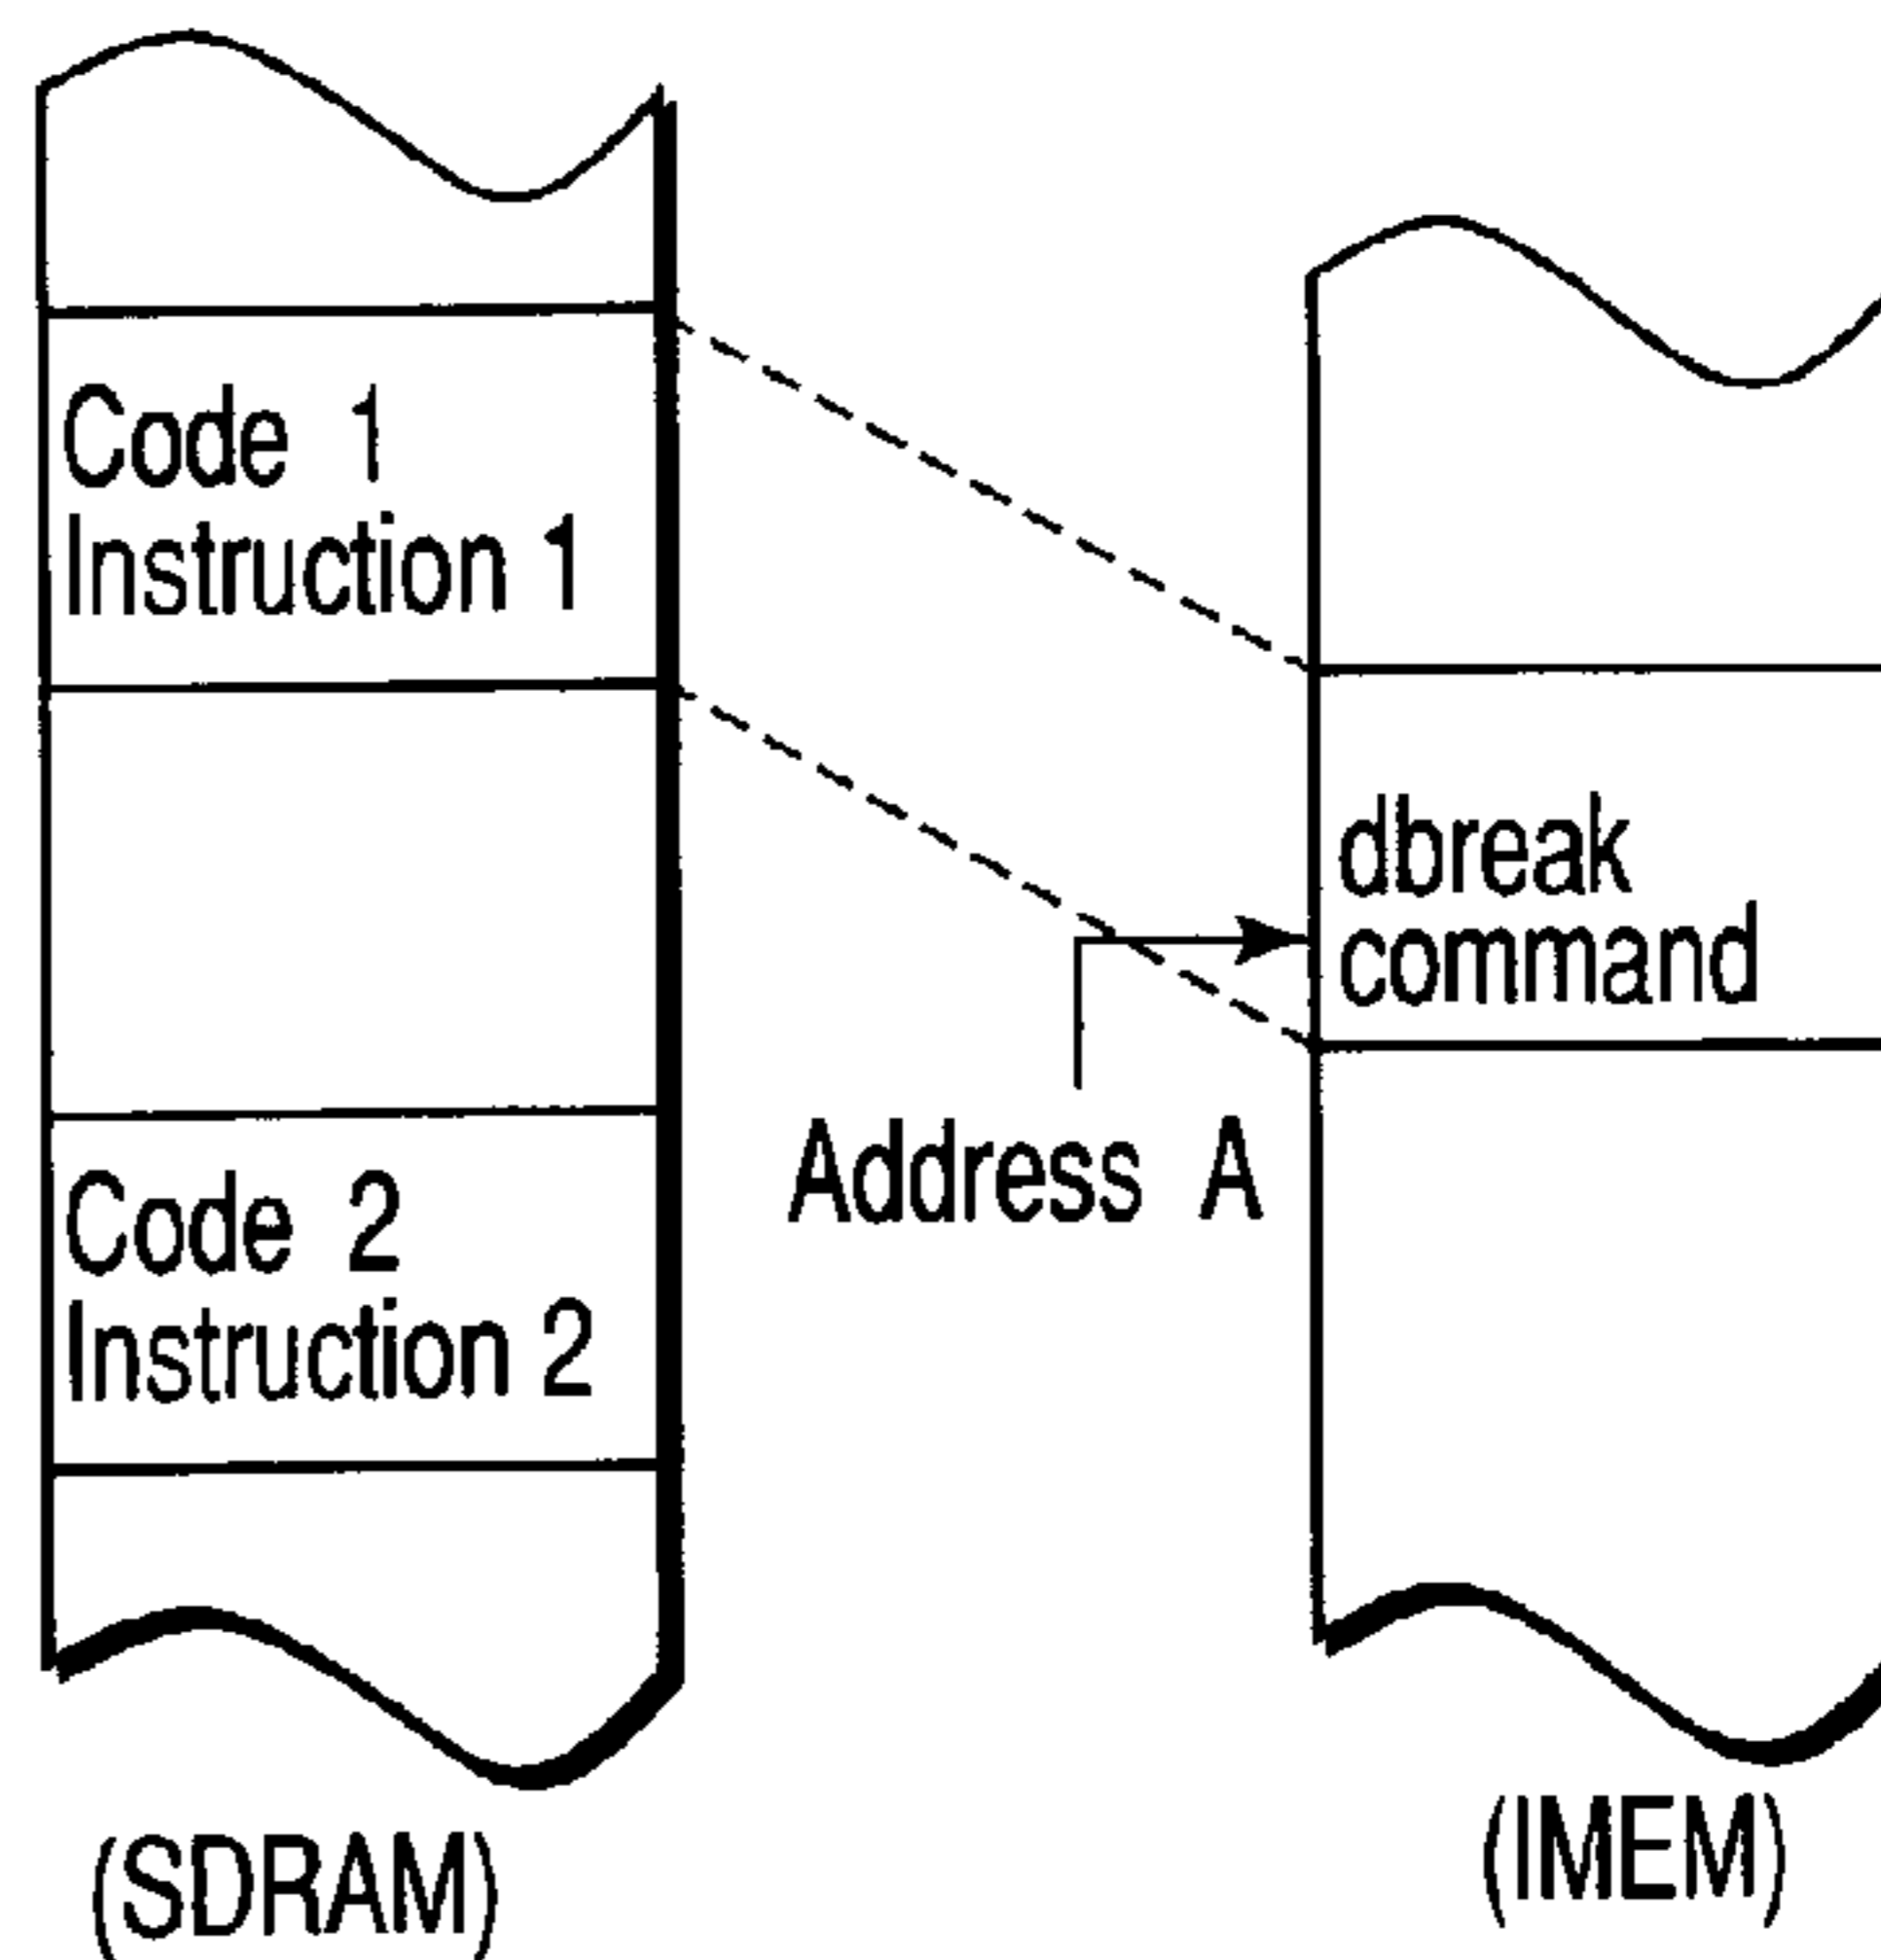 Code 1
Instruction 1
dbreak
command
Address A
Code 2
Instruction 2
(SDRAM)
(IMEM)